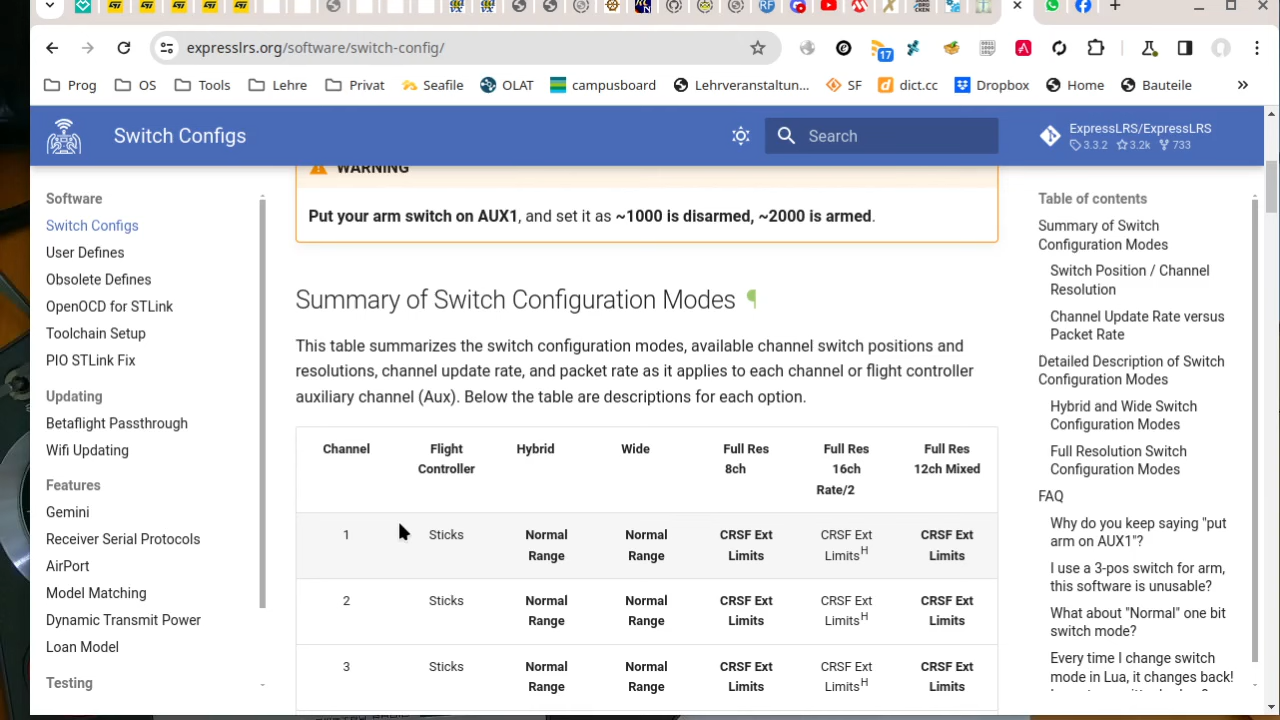 expresslrs.org/software/switch-config/
17
Prog
OS
Tools
Lehre
Privat
Seafile
OLAT
campusboard
Lehrveranstaltun...
SF
dict.cc
Dropbox
Home
Bauteile
»
Switch Configs
Search
ExpressLRS/ExpressLRS
3.3.2 3.2k 733
Software
Switch Configs
User Defines
Obsolete Defines
OpenOCD for STLink
Toolchain Setup
PIO STLink Fix
Updating
Betaflight Passthrough
Wifi Updating
Features
Gemini
Receiver Serial Protocols
AirPort
Model Matching
Dynamic Transmit Power
Loan Model
Testing
WARNING
Put your arm switch on AUX1, and set it as ~1000 is disarmed, ~2000 is armed.
Summary of Switch Configuration Modes ¶
This table summarizes the switch configuration modes, available channel switch positions and
resolutions, channel update rate, and packet rate as it applies to each channel or flight controller
auxiliary channel (Aux). Below the table are descriptions for each option.
Channel Flight Hybrid Wide Full Res Full Res Full Res
Controller 8ch 16ch 12ch Mixed
Rate/2
1 Sticks Normal Normal CRSF Ext CRSF Ext CRSF Ext
Range Range Limits LimitsH Limits
2 Sticks Normal Normal CRSF Ext CRSF Ext CRSF Ext
Range Range Limits LimitsH Limits
3 Sticks Normal Normal CRSF Ext CRSF Ext CRSF Ext
Range Range Limits LimitsH Limits
Table of contents
Summary of Switch
Configuration Modes
Switch Position / Channel
Resolution
Channel Update Rate versus
Packet Rate
Detailed Description of Switch
Configuration Modes
Hybrid and Wide Switch
Configuration Modes
Full Resolution Switch
Configuration Modes
FAQ
Why do you keep saying "put
arm on AUX1"?
I use a 3-pos switch for arm,
this software is unusable?
What about "Normal" one bit
switch mode?
Every time I change switch
mode in Lua, it changes back!